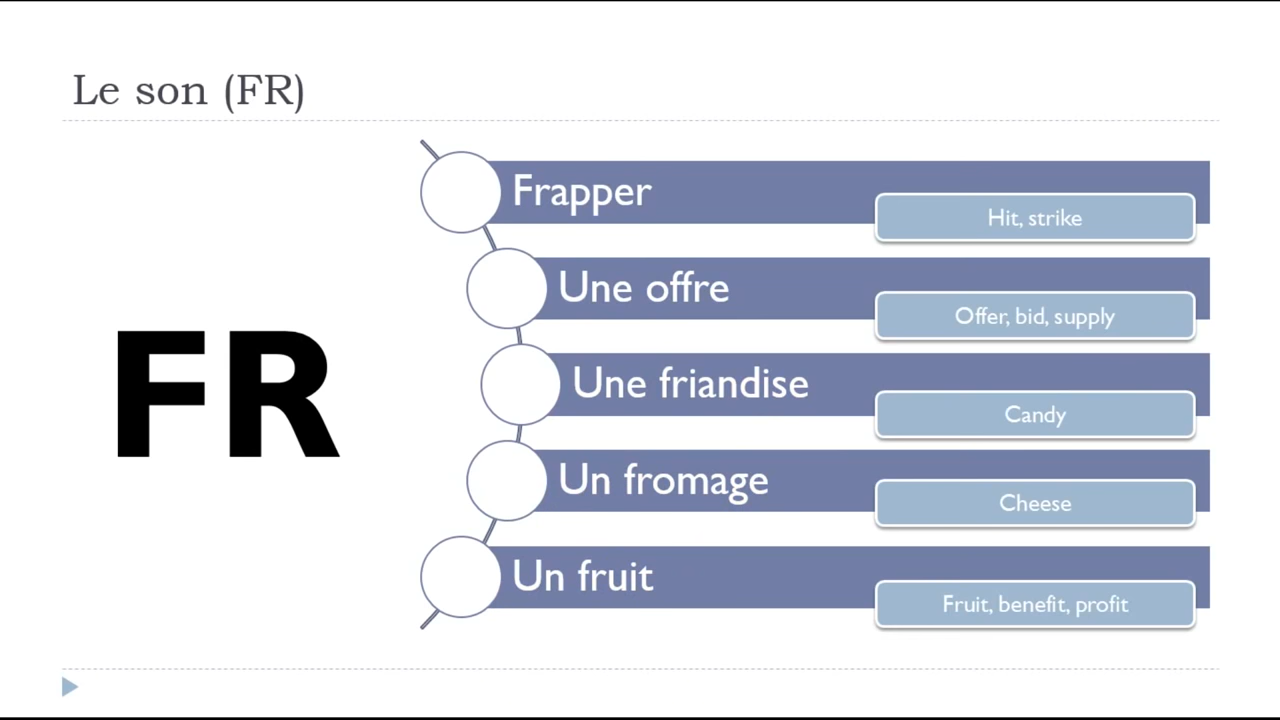 Le son (FR)
FR
Frapper
Hit, strike
Une offre
Offer, bid, supply
Une friandise
Candy
Un fromage
Cheese
Un fruit
Fruit, benefit, profit